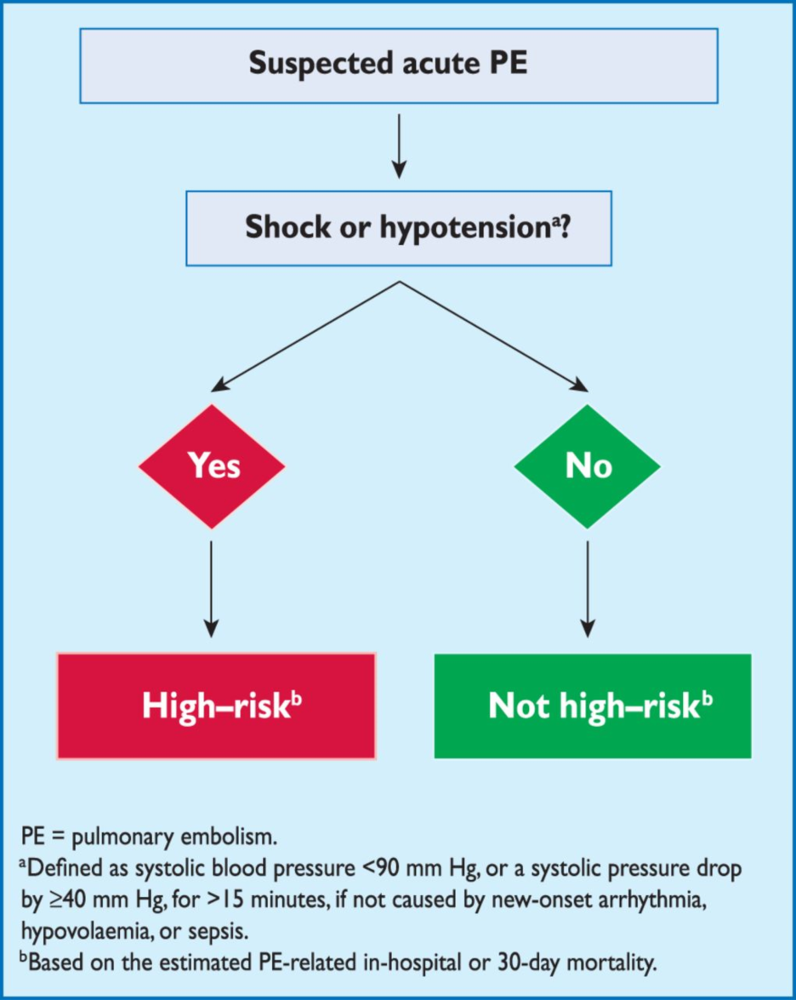 Suspected acute PE
Shock or hypotensionᵃ?
Yes
No
High–riskᵇ
Not high–riskᵇ
PE = pulmonary embolism.
ᵃDefined as systolic blood pressure <90 mm Hg, or a systolic pressure drop
by ≥40 mm Hg, for >15 minutes, if not caused by new-onset arrhythmia,
hypovolaemia, or sepsis.
ᵇBased on the estimated PE-related in-hospital or 30-day mortality.